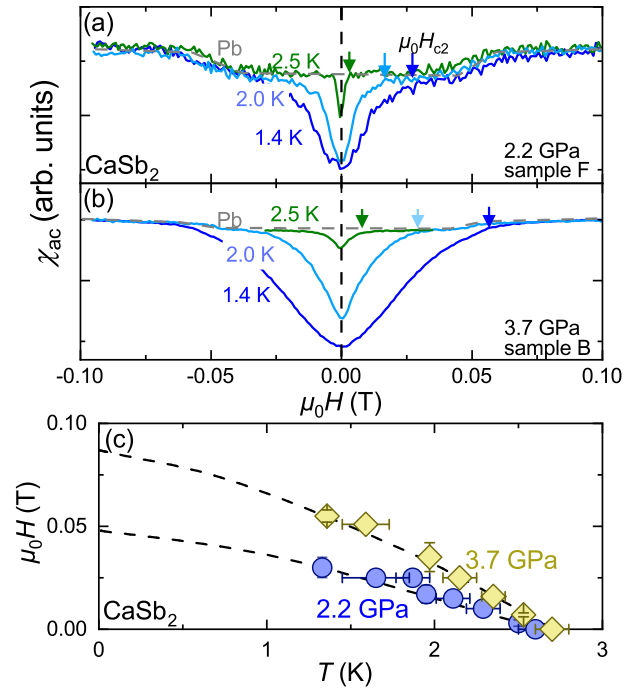 (a)
Pb
2.5 K
μ₀H_c2
2.0 K
1.4 K
CaSb₂
2.2 GPa
sample F
χ_ac (arb. units)
(b)
Pb
2.5 K
2.0 K
1.4 K
3.7 GPa
sample B
-0.10 -0.05 0.00 0.05 0.10
μ₀H (T)
(c)
0.10
0.05
0.00
μ₀H (T)
3.7 GPa
2.2 GPa
CaSb₂
0 1 2 3
T (K)